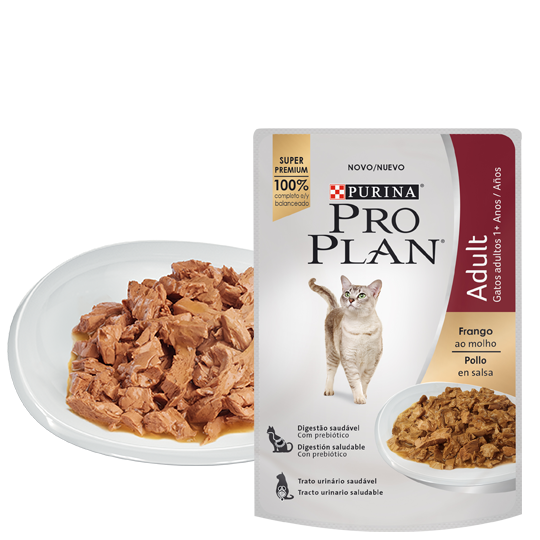 SUPER
PREMIUM
100%
completo e/y
balanceado
NOVO/NUEVO
PURINA®
PRO
PLAN®
Adult
Gatos adultos 1+ Anos / Años
Frango
ao molho
Pollo
en salsa
Digestão saudável
Com prebiótico
Digestión saludable
Con prebiótico
Trato urinário saudável
Tracto urinario saludable